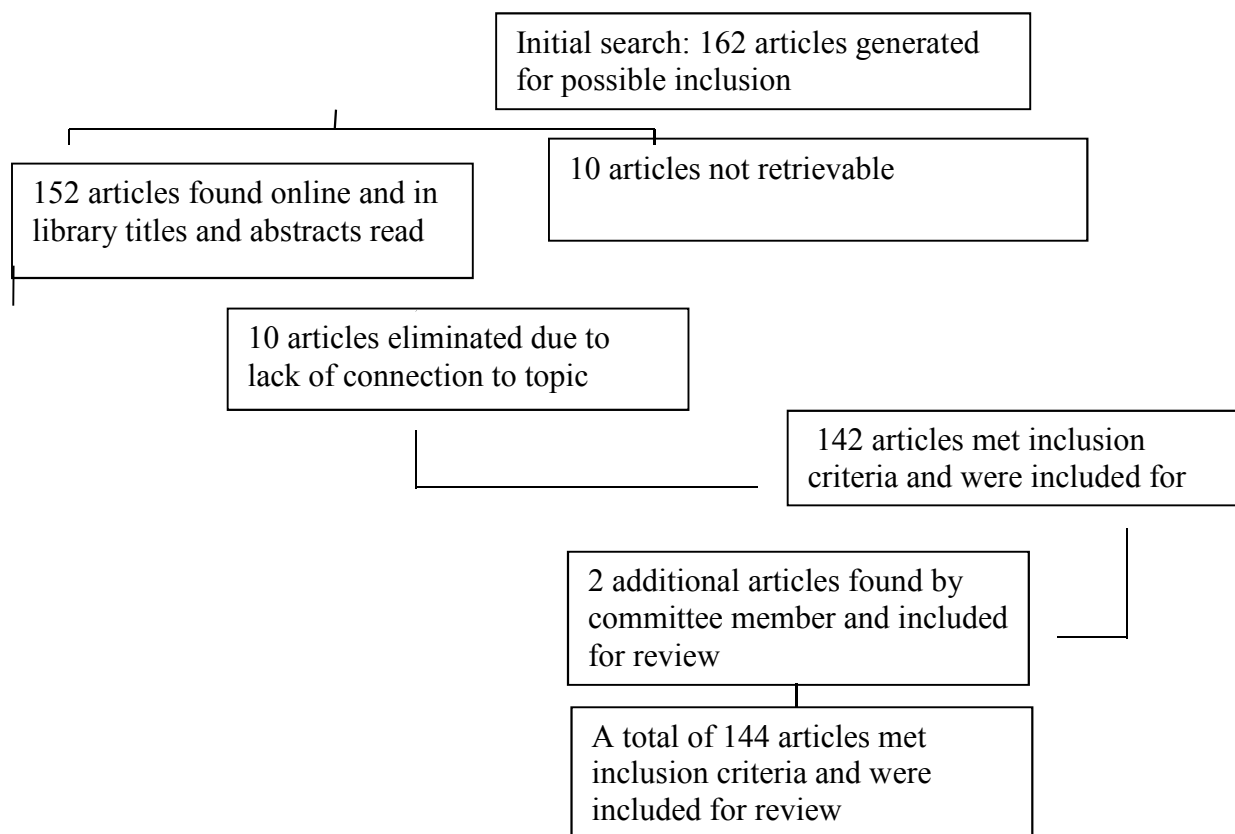 Initial search: 162 articles generated
for possible inclusion
152 articles found online and in
library titles and abstracts read
10 articles not retrievable
10 articles eliminated due to
lack of connection to topic
142 articles met inclusion
criteria and were included for
2 additional articles found by
committee member and included
for review
A total of 144 articles met
inclusion criteria and were
included for review